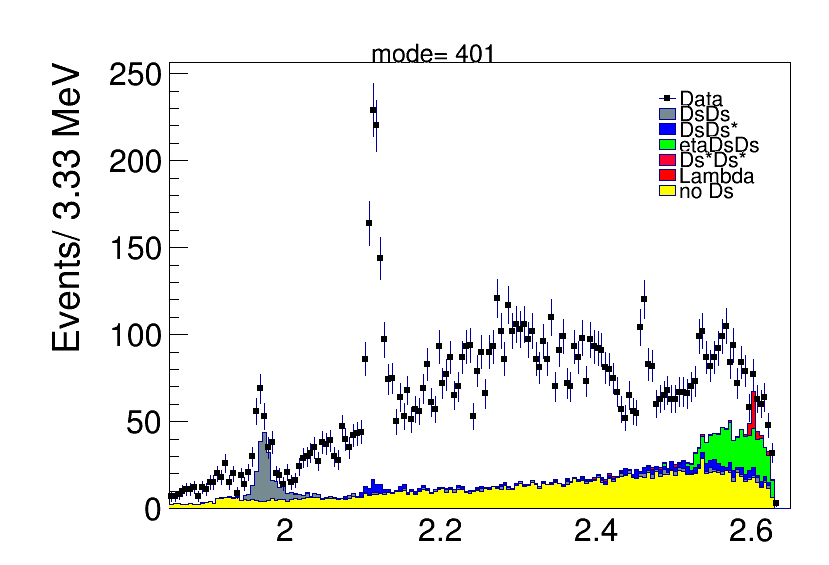 mode= 401
Events/ 3.33 MeV
250
200
150
100
50
0
2
2.2
2.4
2.6
Data
DsDs
DsDs*
etaDsDs
Ds*Ds*
Lambda
no Ds